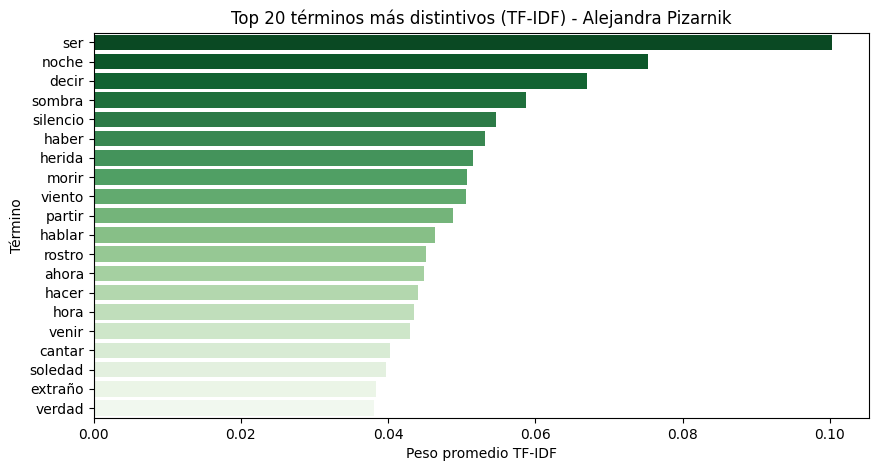 Top 20 términos más distintivos (TF-IDF) - Alejandra Pizarnik
Término
ser
noche
decir
sombra
silencio
haber
herida
morir
viento
partir
hablar
rostro
ahora
hacer
hora
venir
cantar
soledad
extraño
verdad
0.00 0.02 0.04 0.06 0.08 0.10
Peso promedio TF-IDF